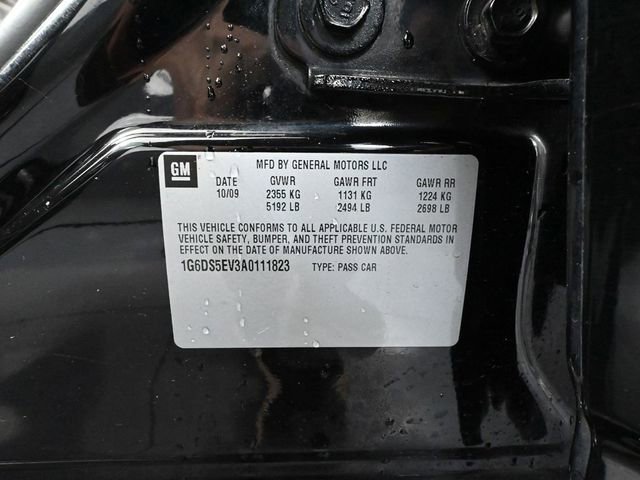 GM
MFD BY GENERAL MOTORS LLC
DATE GVWR GAWR FRT GAWR RR
10/09 2355 KG 1131 KG 1224 KG
5192 LB 2494 LB 2698 LB
THIS VEHICLE CONFORMS TO ALL APPLICABLE U.S. FEDERAL MOTOR
VEHICLE SAFETY, BUMPER, AND THEFT PREVENTION STANDARDS IN
EFFECT ON THE DATE OF MANUFACTURE SHOWN ABOVE.
1G6DS5EV3A0111823 TYPE: PASS CAR